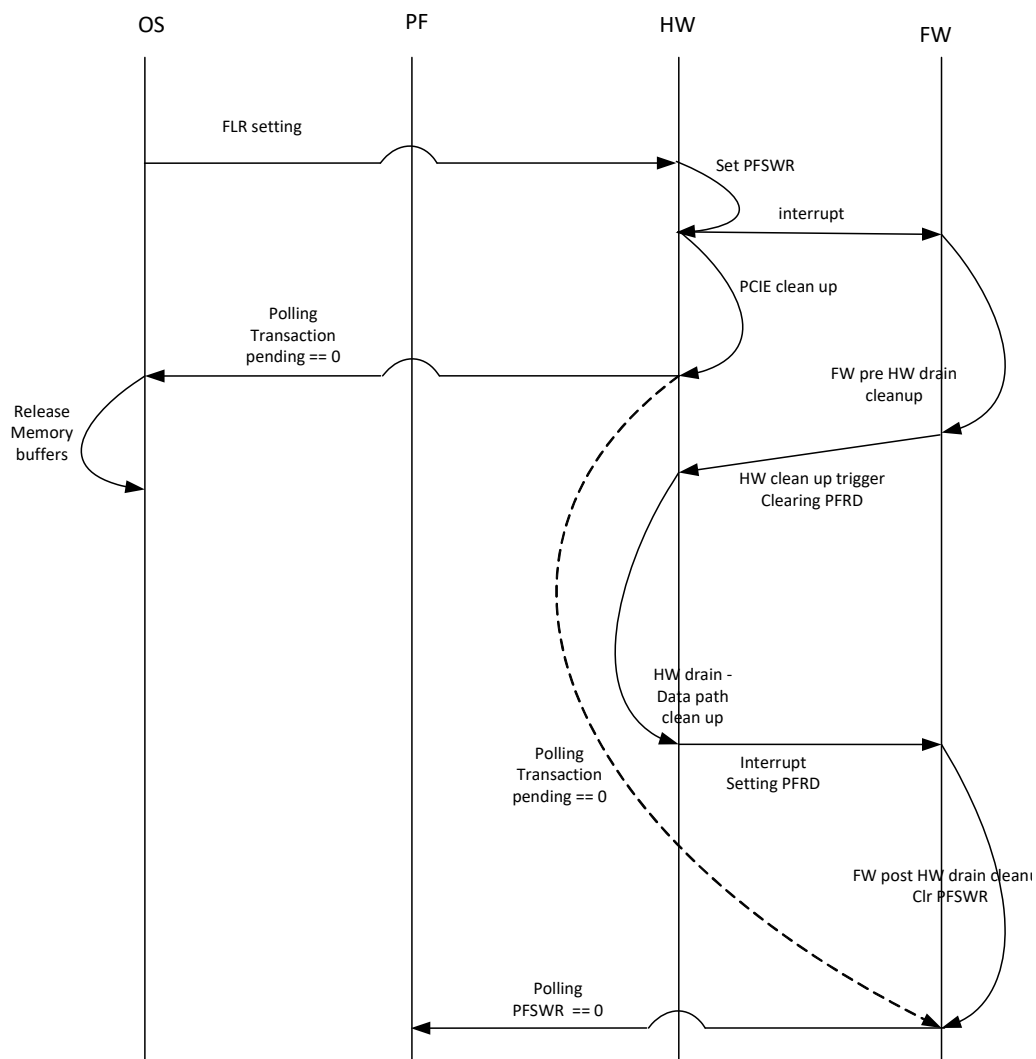 OS
PF
HW
FW
FLR setting
Set PFSWR
interrupt
PCIE clean up
Polling
Transaction
pending == 0
FW pre HW drain
cleanup
Release
Memory
buffers
HW clean up trigger
Clearing PFRD
HW drain -
Data path
clean up
Interrupt
Setting PFRD
Polling
Transaction
pending == 0
FW post HW drain cleanu
Clr PFSWR
Polling
PFSWR == 0